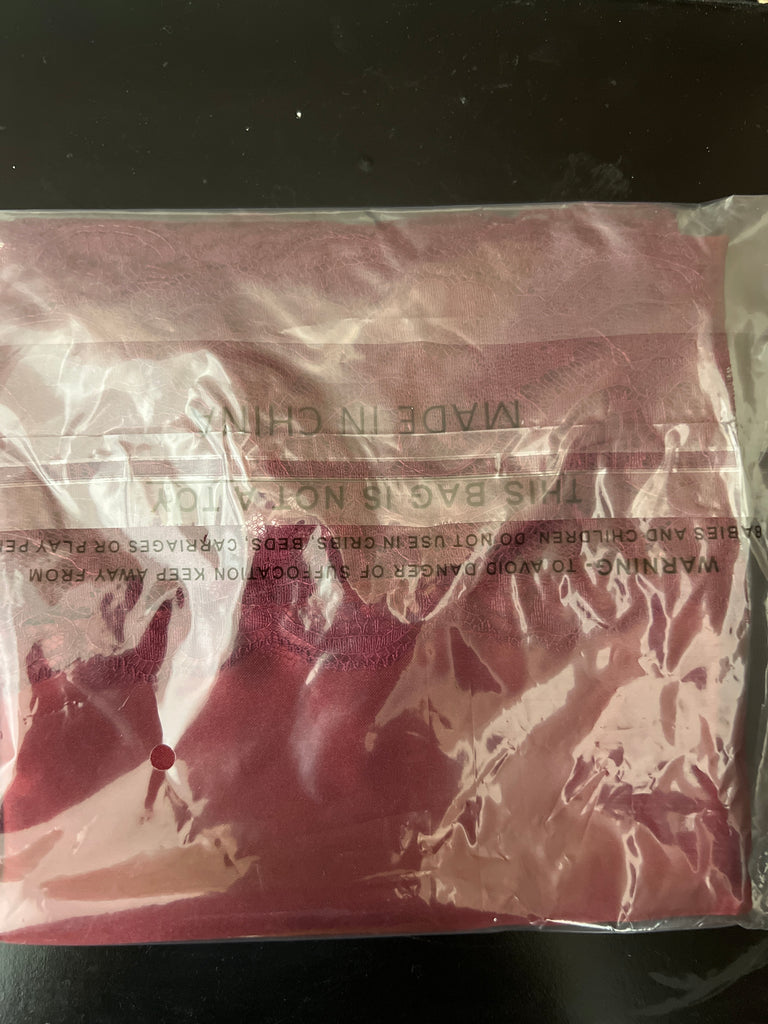 WARNING- TO AVOID DANGER OF SUFFOCATION KEEP AWAY FROM
BABIES AND CHILDREN. DO NOT USE IN CRIBS, BEDS, CARRIAGES OR PLAY PE
THIS BAG IS NOT A TOY
MADE IN CHINA